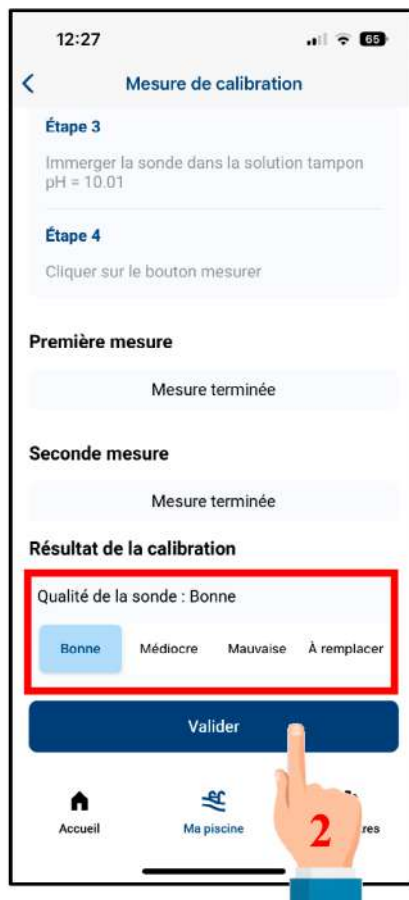 12:27
65
Mesure de calibration
Étape 3
Immerger la sonde dans la solution tampon
pH = 10.01
Étape 4
Cliquer sur le bouton mesurer
Première mesure
Mesure terminée
Seconde mesure
Mesure terminée
Résultat de la calibration
Qualité de la sonde : Bonne
Bonne Médiocre Mauvaise À remplacer
Valider
2
Accueil Ma piscine